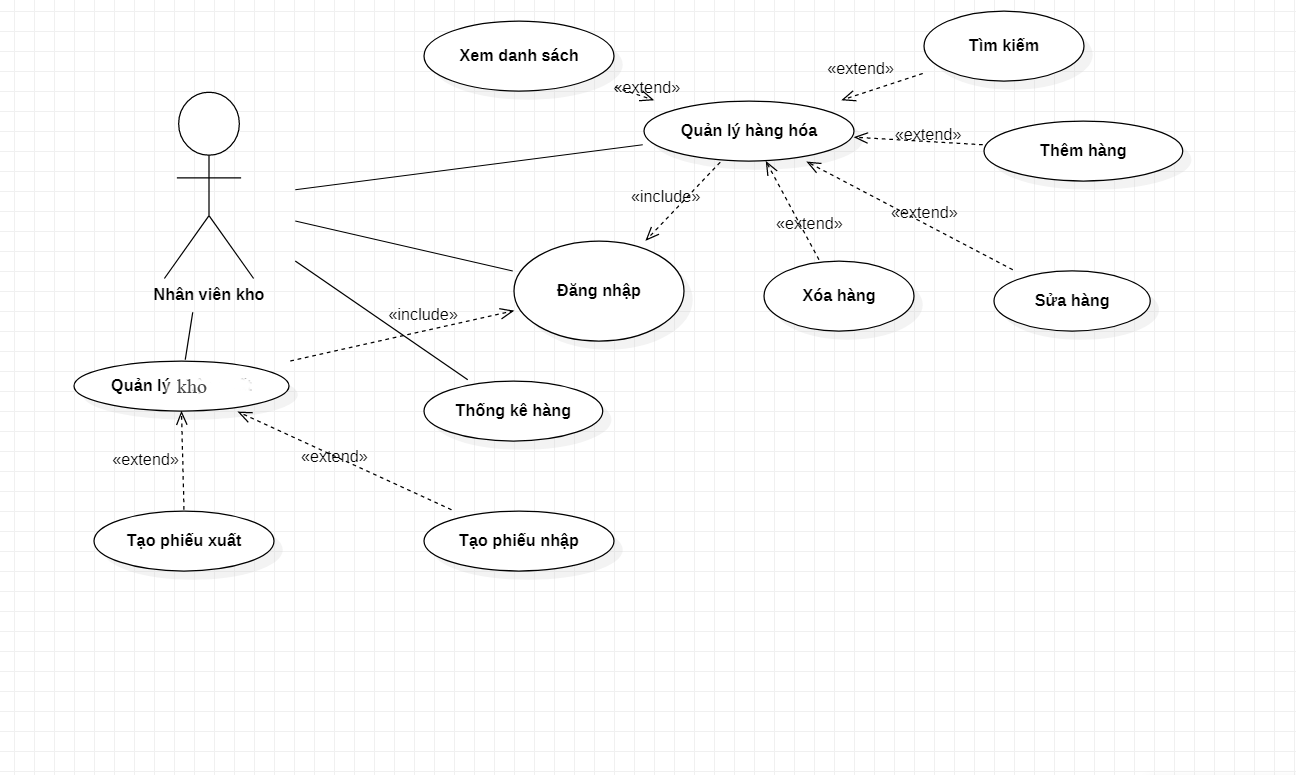 Tìm kiếm
Xem danh sách
«extend»
«extend»
Quản lý hàng hóa
«extend»
Thêm hàng
«include»
«extend»
«extend»
Nhân viên kho
Đăng nhập
Xóa hàng
Sửa hàng
«include»
Quản lý kho
Thống kê hàng
«extend»
«extend»
Tạo phiếu xuất
Tạo phiếu nhập